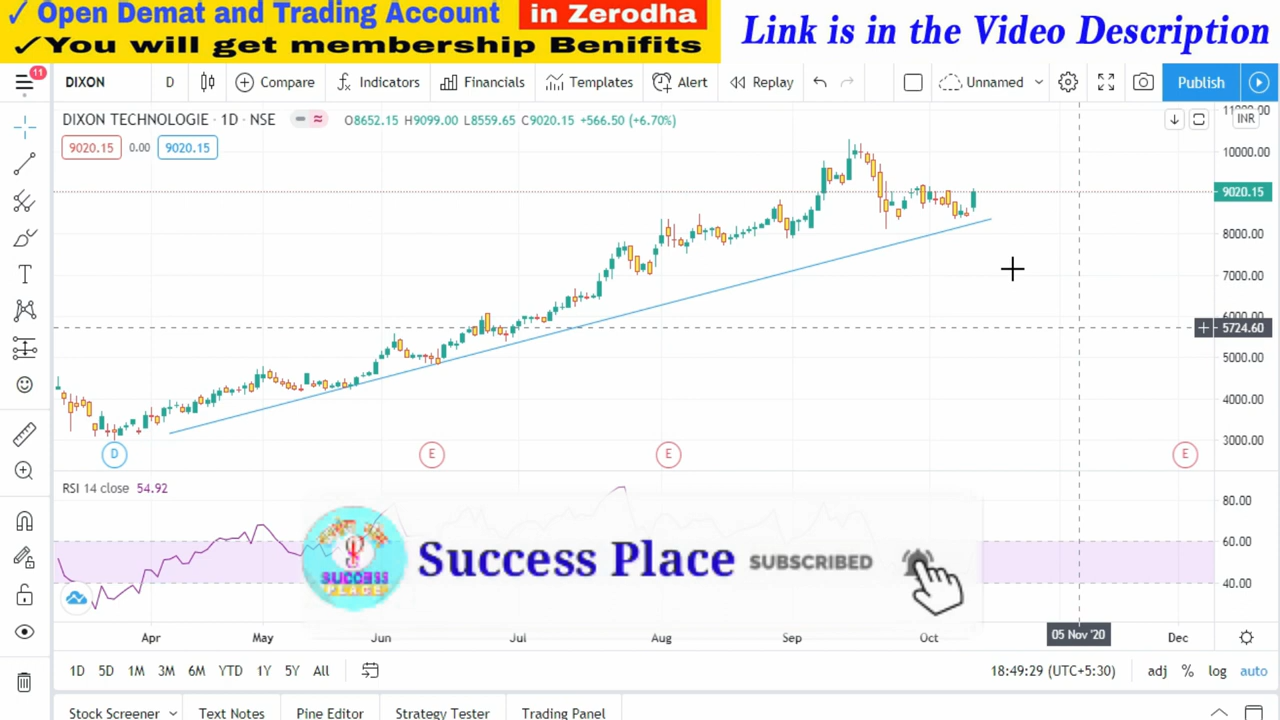 ✓ Open Demat and Trading Account in Zerodha
✓You will get membership Benifits
Link is in the Video Description
11
DIXON D Compare Indicators Financials Templates Alert Replay Unnamed Publish
DIXON TECHNOLOGIE · 1D · NSE O8652.15 H9099.00 L8559.65 C9020.15 +566.50 (+6.70%)
9020.15 0.00 9020.15
INR
10000.00
9020.15
8000.00
7000.00
5724.60
5000.00
4000.00
3000.00
D E E E
RSI 14 close 54.92
80.00
60.00
40.00
SUCCESS
PLACE
Success Place SUBSCRIBED
Apr May Jun Jul Aug Sep Oct 05 Nov '20 Dec
1D 5D 1M 3M 6M YTD 1Y 5Y All 18:49:29 (UTC+5:30) adj % log auto
Stock Screener Text Notes Pine Editor Strategy Tester Trading Panel